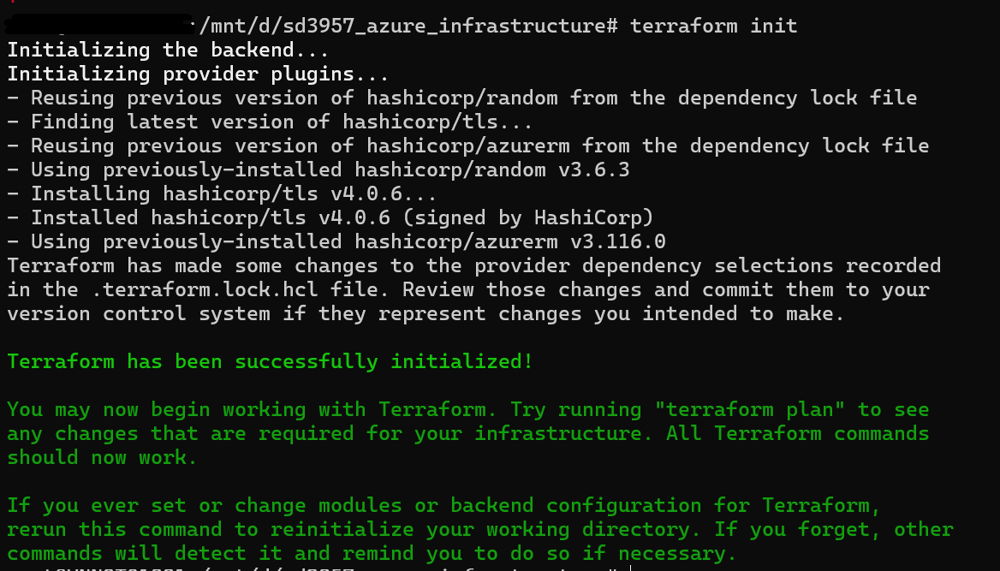 :/mnt/d/sd3957_azure_infrastructure# terraform init
Initializing the backend...
Initializing provider plugins...
- Reusing previous version of hashicorp/random from the dependency lock file
- Finding latest version of hashicorp/tls...
- Reusing previous version of hashicorp/azurerm from the dependency lock file
- Using previously-installed hashicorp/random v3.6.3
- Installing hashicorp/tls v4.0.6...
- Installed hashicorp/tls v4.0.6 (signed by HashiCorp)
- Using previously-installed hashicorp/azurerm v3.116.0
Terraform has made some changes to the provider dependency selections recorded
in the .terraform.lock.hcl file. Review those changes and commit them to your
version control system if they represent changes you intended to make.
Terraform has been successfully initialized!
You may now begin working with Terraform. Try running "terraform plan" to see
any changes that are required for your infrastructure. All Terraform commands
should now work.
If you ever set or change modules or backend configuration for Terraform,
rerun this command to reinitialize your working directory. If you forget, other
commands will detect it and remind you to do so if necessary.